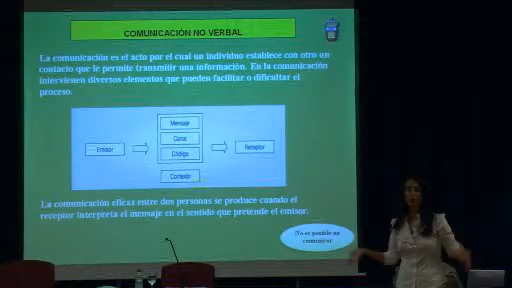 COMUNICACIÓN NO VERBAL
La comunicación es el acto por el cual un individuo establece con otro un
contacto que le permite transmitir una información. En la comunicación
intervienen diversos elementos que pueden facilitar o dificultar el
proceso.
Mensaje
Canal
Emisor
Receptor
Código
Contexto
La comunicación eficaz entre dos personas se produce cuando el
receptor interpreta el mensaje en el sentido que pretende el emisor.
No es posible no
comunicar